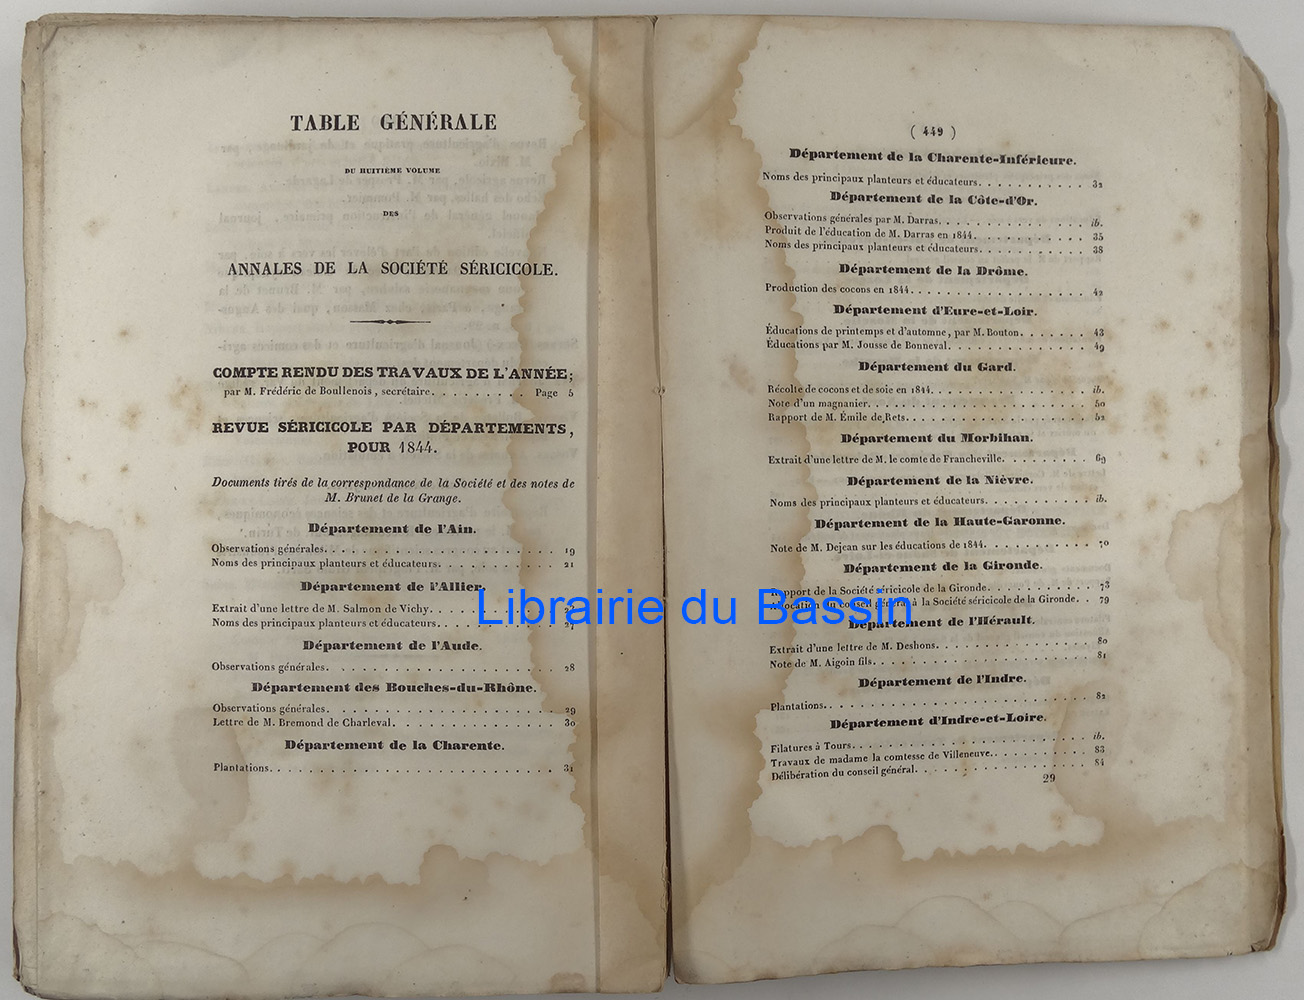 TABLE GÉNÉRALE
DU HUITIÈME VOLUME
DES
ANNALES DE LA SOCIÉTÉ SÉRICICOLE.
COMPTE RENDU DES TRAVAUX DE L'ANNÉE;
par M. Frédéric de Boullenois, secrétaire. . . . . . . . . Page 5
REVUE SÉRICICOLE PAR DÉPARTEMENTS,
POUR 1844.
Documents tirés de la correspondance de la Société et des notes de
M. Brunet de la Grange.
Département de l'Ain.
Observations générales. . . . . . . . . . . . . . . . . . . . 19
Noms des principaux planteurs et éducateurs. . . . . . . . . . 21
Département de l'Allier.
Extrait d'une lettre de M. Salmon de Vichy. . . . . . . . . .
Noms des principaux planteurs et éducateurs. . . . . . . . . . 27
Département de l'Aude.
Observations générales. . . . . . . . . . . . . . . . . . . . 28
Département des Bouches-du-Rhône.
Observations générales. . . . . . . . . . . . . . . . . . . . 29
Lettre de M. Bremond de Charleval. . . . . . . . . . . . . . 30
Département de la Charente.
Plantations. . . . . . . . . . . . . . . . . . . . . . . . . 31
( 449 )
Département de la Charente-Inférieure.
Noms des principaux planteurs et éducateurs. . . . . . . . . . 32
Département de la Côte-d'Or.
Observations générales par M. Darras. . . . . . . . . . . . . ib.
Produit de l'éducation de M. Darras en 1844. . . . . . . . . . 35
Noms des principaux planteurs et éducateurs. . . . . . . . . . 38
Département de la Drôme.
Production des cocons en 1844. . . . . . . . . . . . . . . . 42
Département d'Eure-et-Loir.
Éducations de printemps et d'automne, par M. Bouton. . . . . . 43
Éducations par M. Jousse de Bonneval. . . . . . . . . . . . . 49
Département du Gard.
Récolte de cocons et de soie en 1844. . . . . . . . . . . . . ib.
Note d'un magnanier. . . . . . . . . . . . . . . . . . . . . 50
Rapport de M. Émile de Rets. . . . . . . . . . . . . . . . . 52
Département du Morbihan.
Extrait d'une lettre de M. le comte de Francheville. . . . . . 69
Département de la Nièvre.
Noms des principaux planteurs et éducateurs. . . . . . . . . . ib.
Département de la Haute-Garonne.
Note de M. Dejean sur les éducations de 1844. . . . . . . . . 70
Département de la Gironde.
Rapport de la Société séricicole de la Gironde. . . . . . . . 73
Allocation du conseil général à la Société séricicole de la Gironde. . 79
Département de l'Hérault.
Extrait d'une lettre de M. Deshons. . . . . . . . . . . . . . 80
Note de M. Aigoin fils. . . . . . . . . . . . . . . . . . . . 81
Département de l'Indre.
Plantations. . . . . . . . . . . . . . . . . . . . . . . . . 82
Département d'Indre-et-Loire.
Filatures à Tours. . . . . . . . . . . . . . . . . . . . . . ib.
Travaux de madame la comtesse de Villeneuve. . . . . . . . . . 83
Délibération du conseil général. . . . . . . . . . . . . . . 84
29
Librairie du Bassin